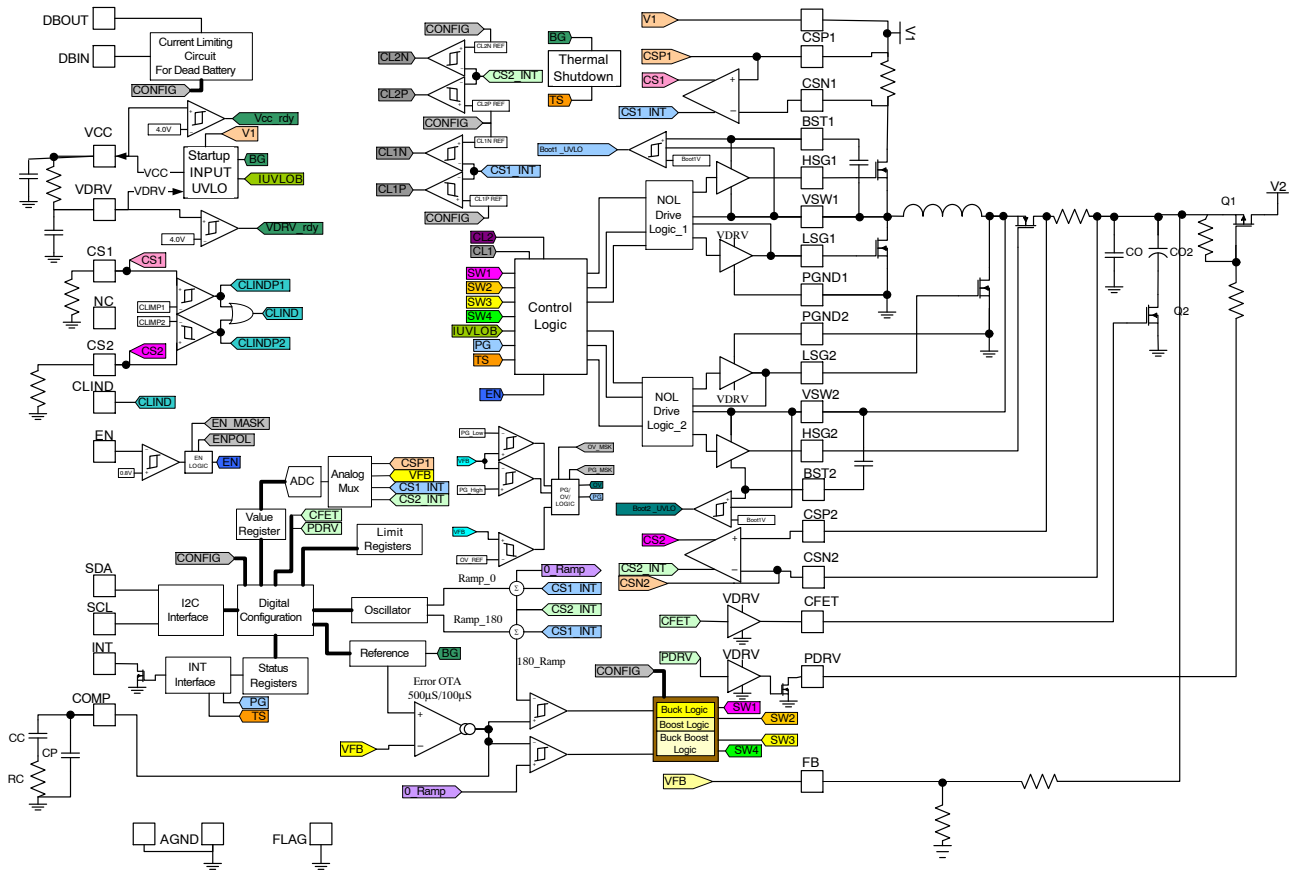 DBOUT
DBIN
Current Limiting
Circuit
For Dead Battery
CONFIG
VCC
4.0V
Vcc_rdy
V1
Startup
INPUT
UVLO
VCC
VDRV
BG
IUVLOB
VDRV
4.0V
VDRV_rdy
CS1
CS1
CLIMP1
CLIMP2
CLINDP1
CLIND
CLINDP2
NC
CS2
CS2
CLIND
CLIND
EN
0.8V
EN_MASK
ENPOL
EN
LOGIC
EN
CONFIG
CL2N REF
CL2N
CS2_INT
CL2P
CL2P REF
CONFIG
CL1N REF
CL1N
CS1_INT
CL1P
CL1P REF
CONFIG
BG
Thermal
Shutdown
TS
V1
CSP1
CSP1
CS1
CS1_INT
CSN1
BST1
Boot1_UVLO
Boot1V
HSG1
VSW1
VDRV
LSG1
PGND1
NOL
Drive
Logic_1
V1
CL2
CL1
SW1
SW2
SW3
SW4
IUVLOB
PG
TS
EN
Control
Logic
NOL
Drive
Logic_2
PGND2
LSG2
VDRV
VSW2
HSG2
BST2
Boot2_UVLO
Boot1V
CSP2
CS2
CS2_INT
CSN2
CSN2
Q1
V2
CO
CO2
Q2
PG_Low
VFB
PG_High
VFB
OV_REF
OV_MSK
PG_MSK
PG/
OV/
LOGIC
OV
PG
ADC
Analog
Mux
CSP1
VFB
CS1_INT
CS2_INT
Value
Register
CFET
PDRV
Limit
Registers
CONFIG
SDA
SCL
I2C
Interface
Digital
Configuration
Oscillator
Ramp_0
Ramp_180
0_Ramp
Σ
CS1_INT
CS2_INT
Σ
CS1_INT
180_Ramp
Reference
BG
INT
INT
Interface
Status
Registers
PG
TS
COMP
CC
CP
RC
Error OTA
500µS/100µS
VFB
0_Ramp
CONFIG
Buck Logic
Boost Logic
Buck Boost
Logic
SW1
SW2
SW3
SW4
CFET
VDRV
CFET
PDRV
VDRV
PDRV
VFB
FB
AGND
FLAG